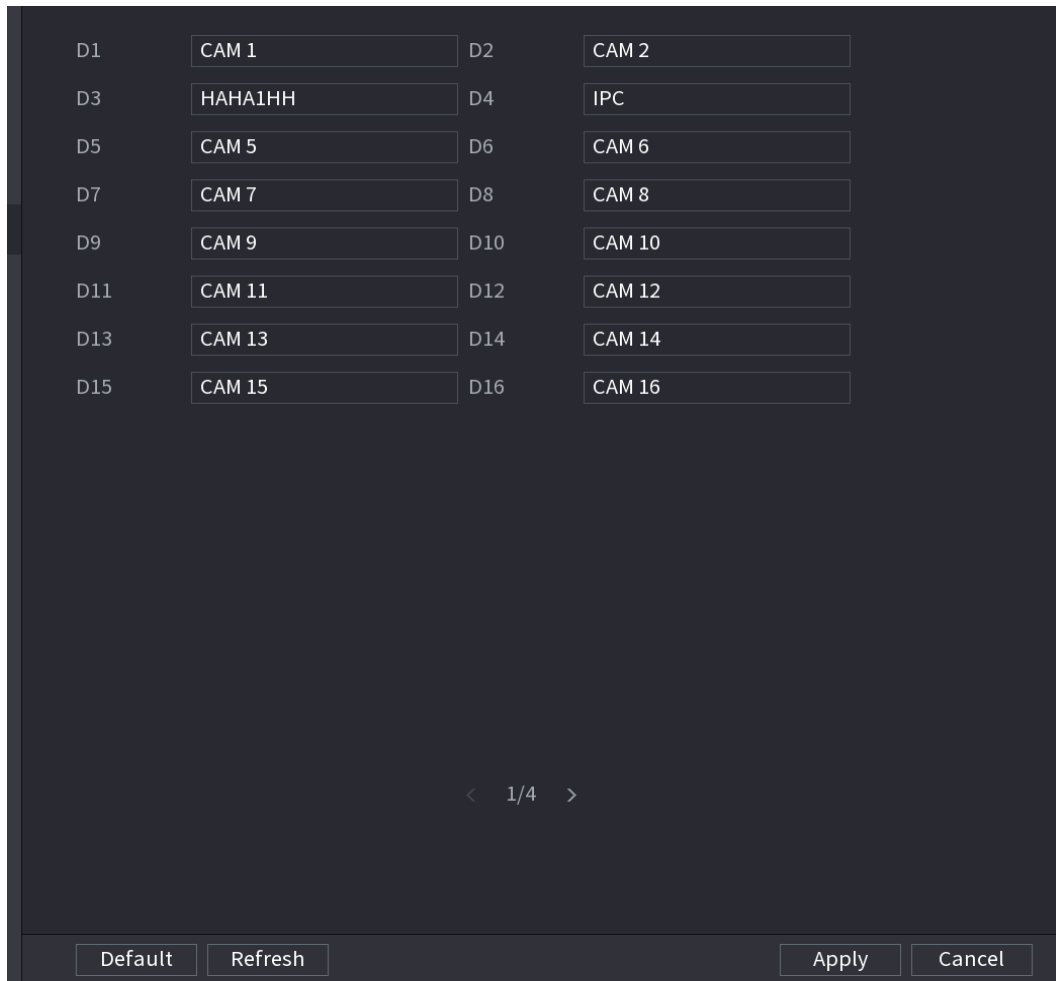 D1 CAM 1 D2 CAM 2
D3 HAHA1HH D4 IPC
D5 CAM 5 D6 CAM 6
D7 CAM 7 D8 CAM 8
D9 CAM 9 D10 CAM 10
D11 CAM 11 D12 CAM 12
D13 CAM 13 D14 CAM 14
D15 CAM 15 D16 CAM 16
< 1/4 >
Default Refresh Apply Cancel